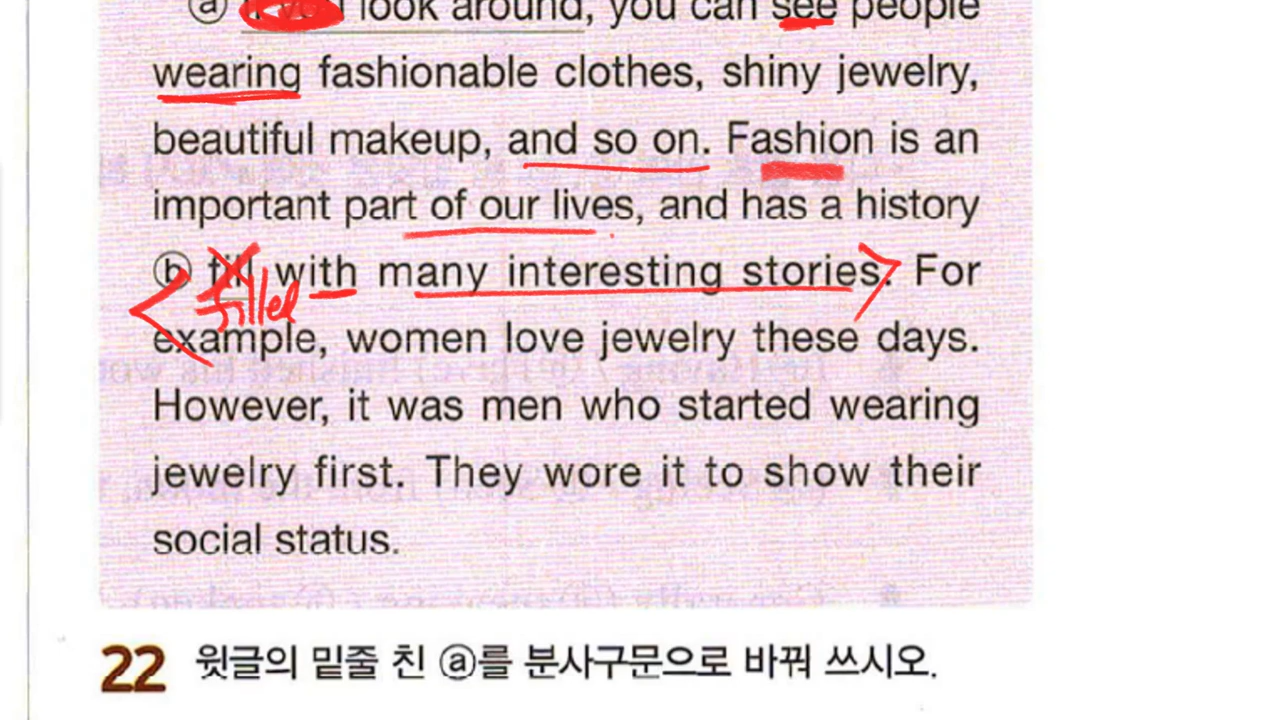 ⓐ If you look around, you can see people
wearing fashionable clothes, shiny jewelry,
beautiful makeup, and so on. Fashion is an
important part of our lives, and has a history
ⓑ fill with many interesting stories. For
filled
example, women love jewelry these days.
However, it was men who started wearing
jewelry first. They wore it to show their
social status.
22 윗글의 밑줄 친 ⓐ를 분사구문으로 바꿔 쓰시오.